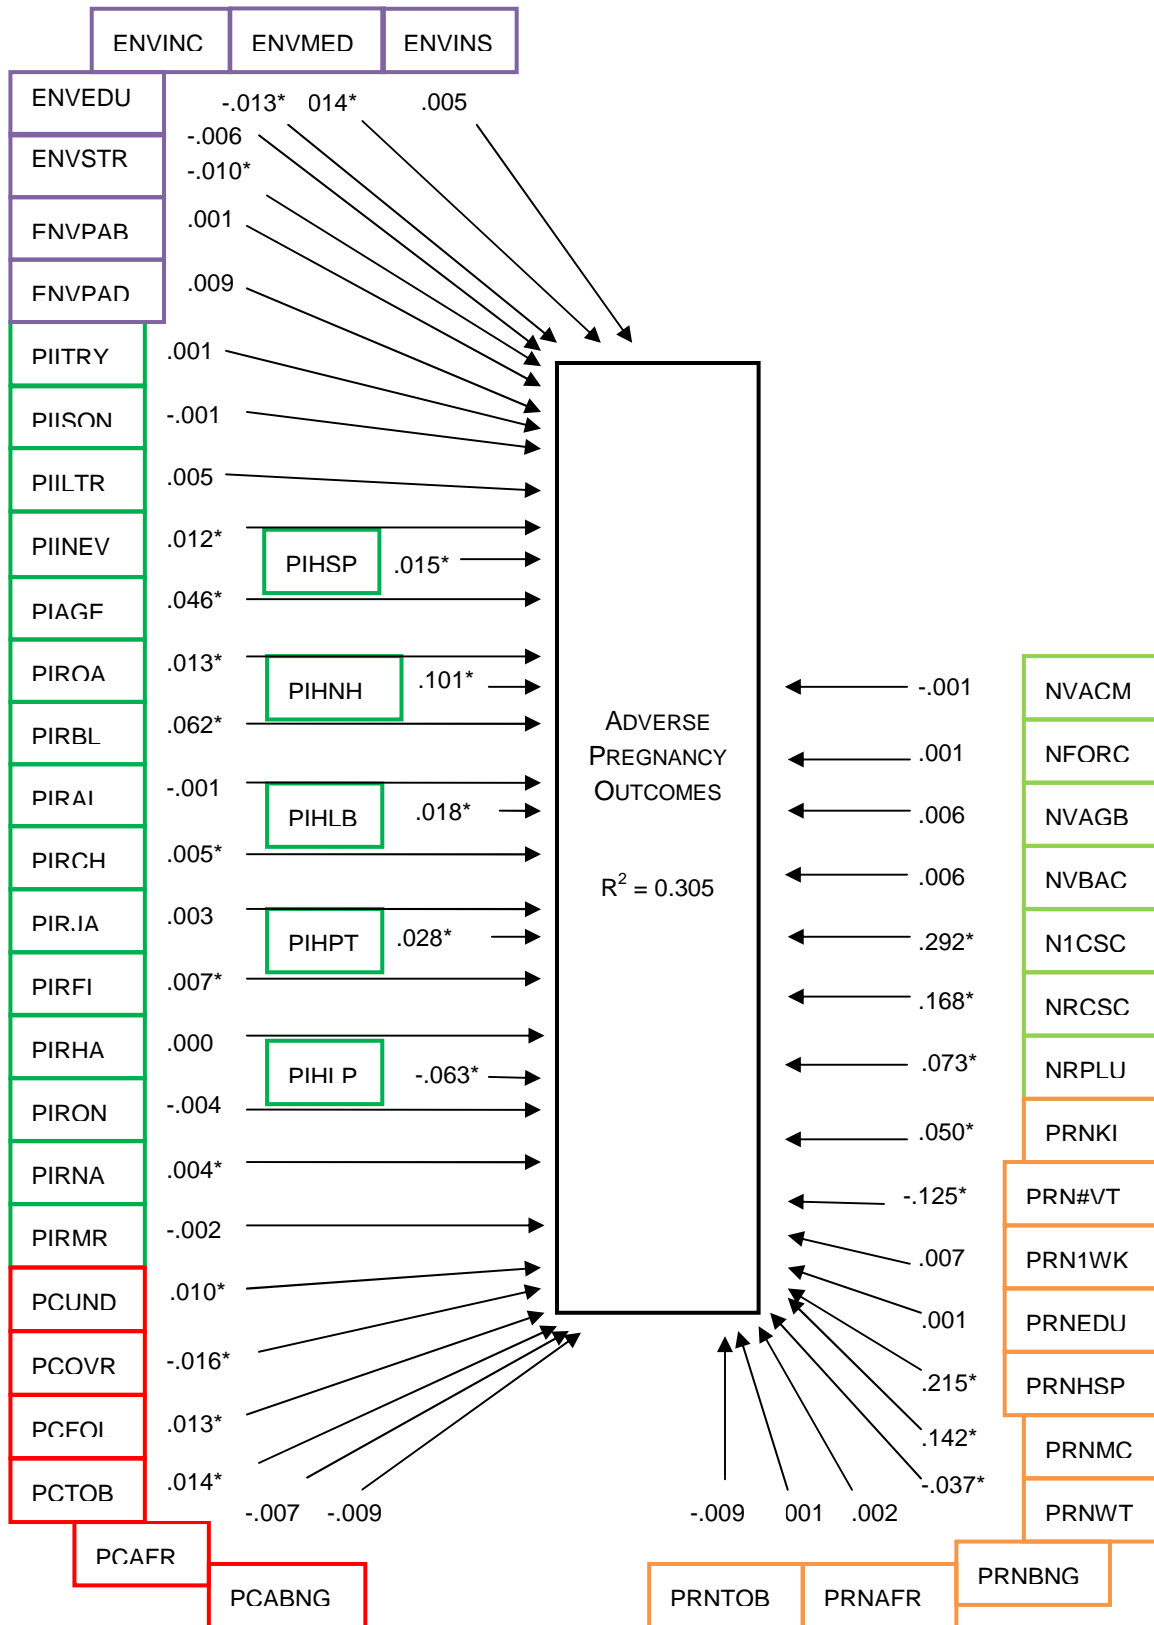 ENVINC ENVMED ENVINS
ENVEDU -.013* 014* .005
-.006
ENVSTR -.010*
ENVPAB .001
ENVPAD .009
PIITRY .001
PIISON -.001
PIILTR .005
PIINEV .012*
PIHSP .015*
PIAGE .046*
PIROA .013*
PIHNH .101*
NVACM -.001
PIRBL .062*
ADVERSE
PREGNANCY
OUTCOMES
NFORC .001
PIRAI -.001
PIHLB .018*
NVAGB .006
PIRCH .005*
R2 = 0.305
NVBAC .006
PIRJA .003
PIHPT .028*
N1CSC .292*
PIRFI .007*
NRCSC .168*
PIRHA .000
PIHLP -.063*
NRPLU .073*
PIRON -.004
PRNKI .050*
PIRNA .004*
PRN#VT -.125*
PIRMR -.002
PRN1WK .007
PCUND .010*
PRNEDU .001
PCOVR -.016*
PRNHSP .215*
PCFOL .013*
PRNMC .142*
PCTOB .014*
-.037*
PRNWT
-.007 -.009 -.009 001 .002
PCAFR
PRNBNG
PCABNG PRNTOB PRNAFR